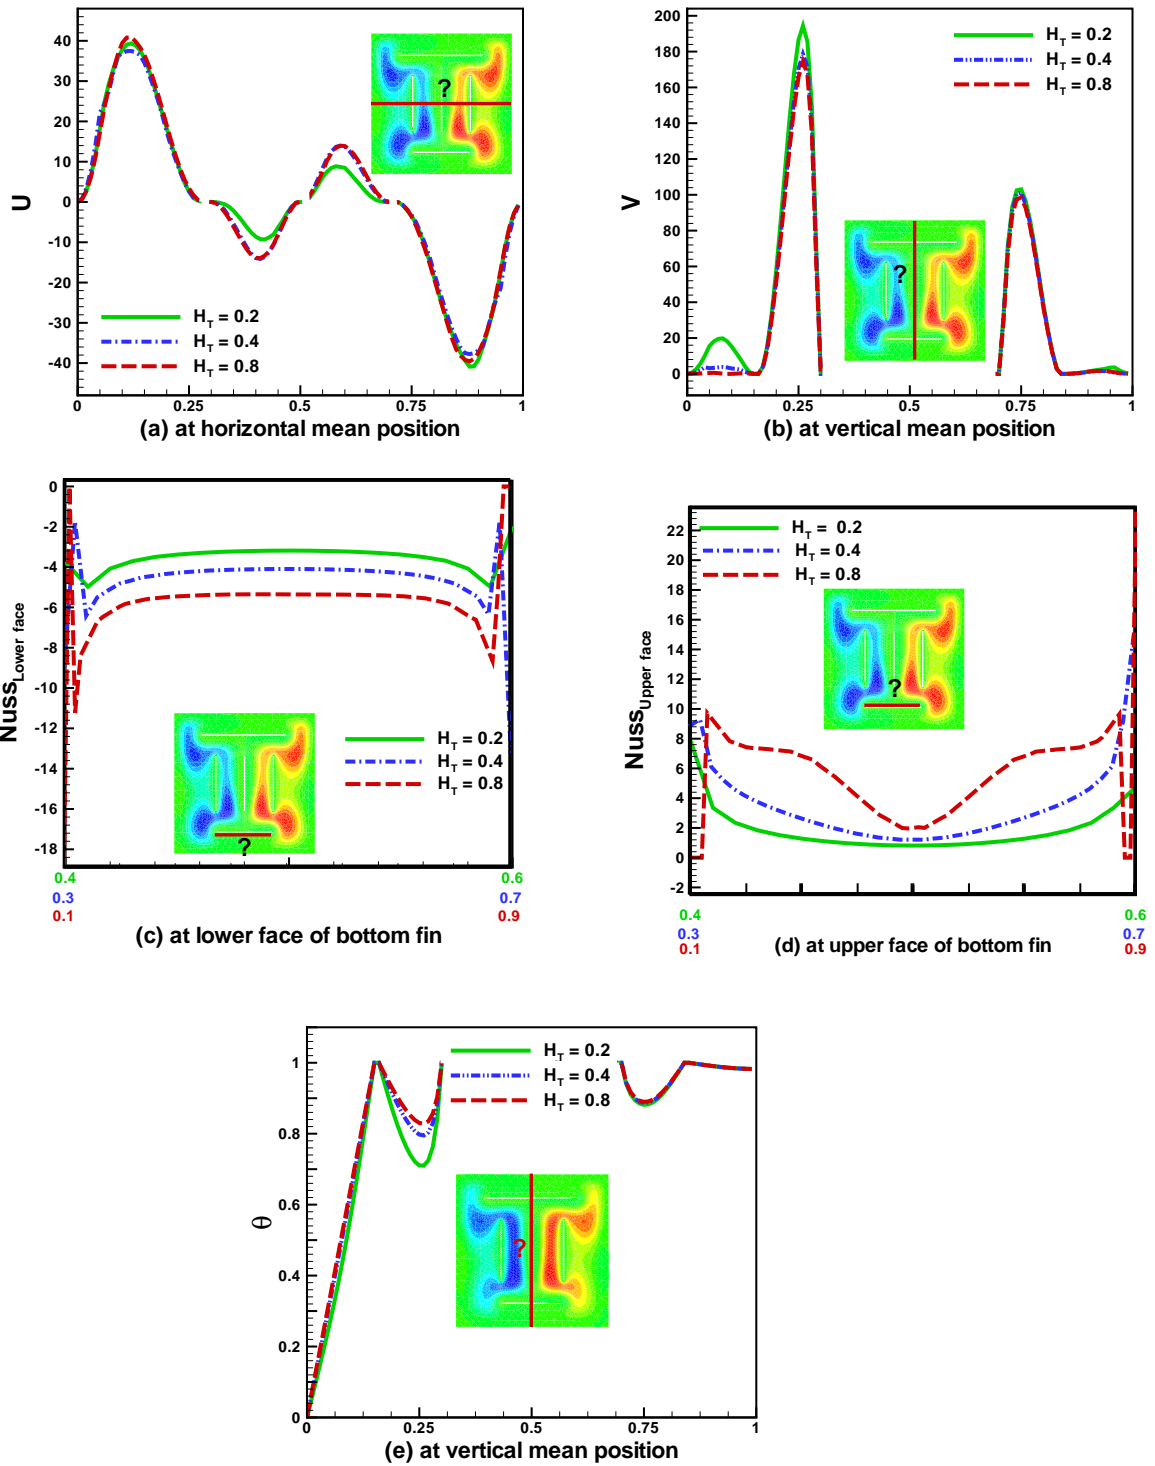 40
30
20
10
0
-10
-20
-30
-40
U
?
H_T = 0.2
H_T = 0.4
H_T = 0.8
0 0.25 0.5 0.75 1
(a) at horizontal mean position
200
180
160
140
120
100
80
60
40
20
0
V
H_T = 0.2
H_T = 0.4
H_T = 0.8
?
0 0.25 0.5 0.75 1
(b) at vertical mean position
0
-2
-4
-6
-8
-10
-12
-14
-16
-18
Nuss_Lower face
H_T = 0.2
H_T = 0.4
H_T = 0.8
?
0.4 0.6
0.3 0.7
0.1 0.9
(c) at lower face of bottom fin
22
20
18
16
14
12
10
8
6
4
2
0
-2
Nuss_Upper face
H_T = 0.2
H_T = 0.4
H_T = 0.8
?
0.4 0.6
0.3 0.7
0.1 0.9
(d) at upper face of bottom fin
1
0.8
0.6
0.4
0.2
0
θ
H_T = 0.2
H_T = 0.4
H_T = 0.8
?
0 0.25 0.5 0.75 1
(e) at vertical mean position